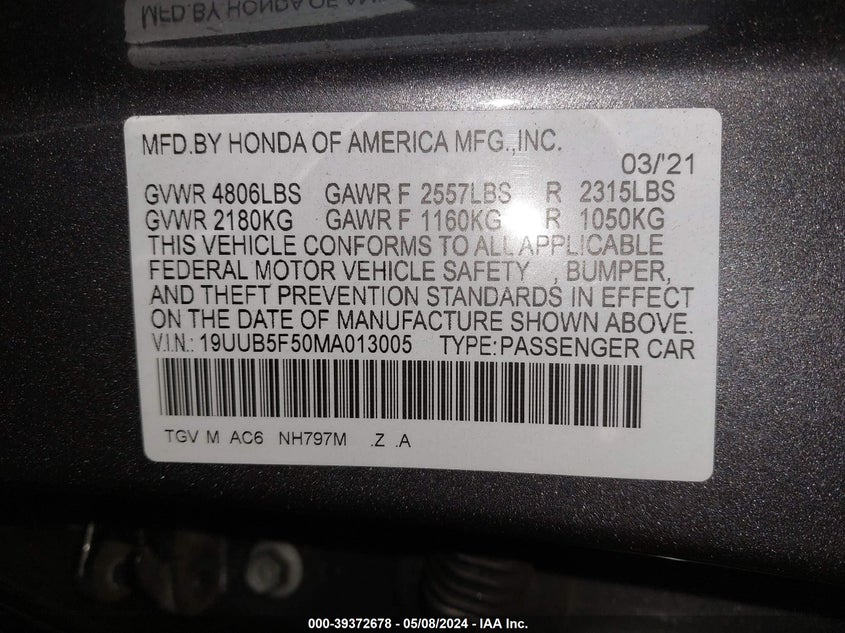 MFD.BY HONDA OF AMERICA MFG.,INC.
03/'21
GVWR 4806LBS GAWR F 2557LBS R 2315LBS
GVWR 2180KG GAWR F 1160KG R 1050KG
THIS VEHICLE CONFORMS TO ALL APPLICABLE
FEDERAL MOTOR VEHICLE SAFETY , BUMPER,
AND THEFT PREVENTION STANDARDS IN EFFECT
ON THE DATE OF MANUFACTURE SHOWN ABOVE.
V.I.N.: 19UUB5F50MA013005 TYPE:PASSENGER CAR
TGV M AC6 NH797M .Z .A
000-39372678 - 05/08/2024 - IAA Inc.